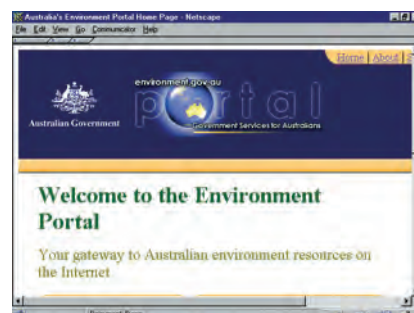 Australia's Environment Portal Home Page - Netscape
File Edit View Go Communicator Help
Home | About |
environment.gov.au
portal
Government Services for Australians
Australian Government
Welcome to the Environment
Portal
Your gateway to Australian environment resources on
the Internet